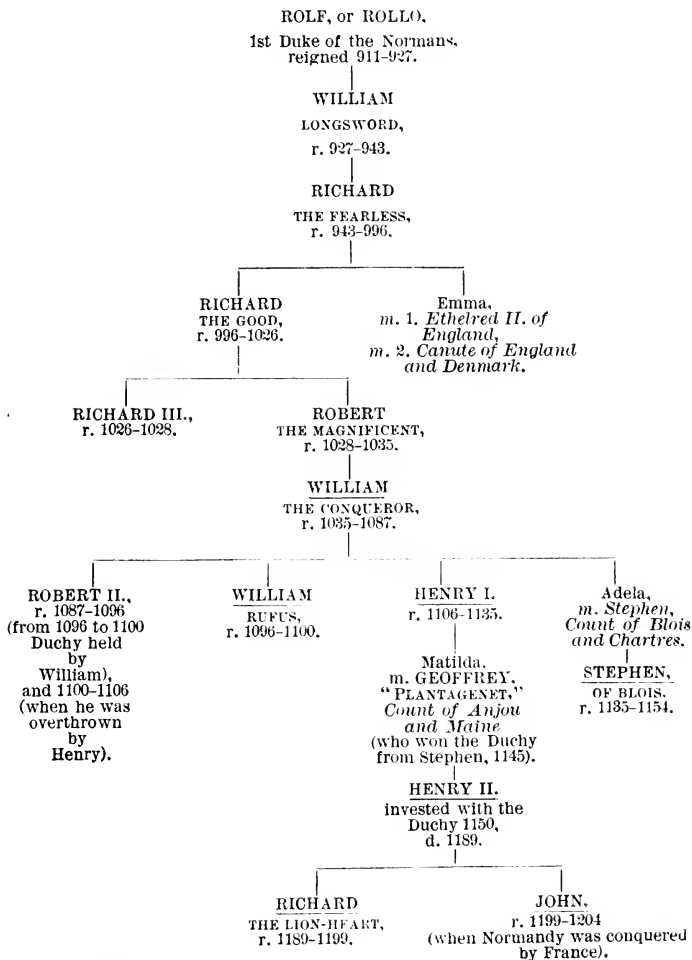 ROLF, or ROLLO,
1st Duke of the Normans,
reigned 911–927.
WILLIAM
LONGSWORD,
r. 927–943.
RICHARD
THE FEARLESS,
r. 943–996.
RICHARD
THE GOOD,
r. 996–1026.
Emma,
m. 1. Ethelred II. of
England,
m. 2. Canute of England
and Denmark.
RICHARD III.,
r. 1026–1028.
ROBERT
THE MAGNIFICENT,
r. 1028–1035.
WILLIAM
THE CONQUEROR,
r. 1035–1087.
ROBERT II.,
r. 1087–1096
(from 1096 to 1100
Duchy held
by
William),
and 1100–1106
(when he was
overthrown
by
Henry).
WILLIAM
RUFUS,
r. 1096–1100.
HENRY I.
r. 1106–1135.
Matilda,
m. GEOFFREY,
"PLANTAGENET,"
Count of Anjou
and Maine
(who won the Duchy
from Stephen, 1145).
HENRY II.
invested with the
Duchy 1150,
d. 1189.
Adela,
m. Stephen,
Count of Blois
and Chartres.
STEPHEN,
OF BLOIS.
r. 1135–1154.
RICHARD
THE LION-HEART,
r. 1189–1199.
JOHN,
r. 1199–1204
(when Normandy was conquered
by France).